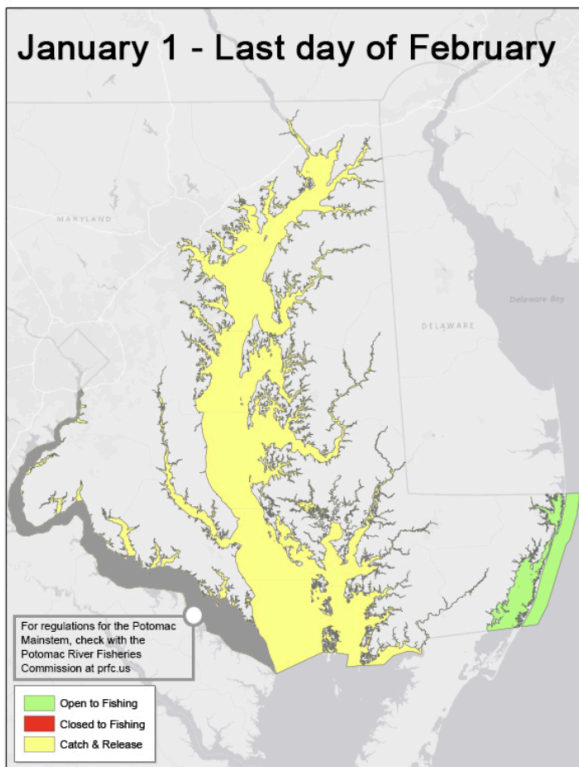 January 1 - Last day of February
MARYLAND
Delaware Bay
DELAWARE
For regulations for the Potomac
Mainstem, check with the
Potomac River Fisheries
Commission at prfc.us
Open to Fishing
Closed to Fishing
Catch & Release